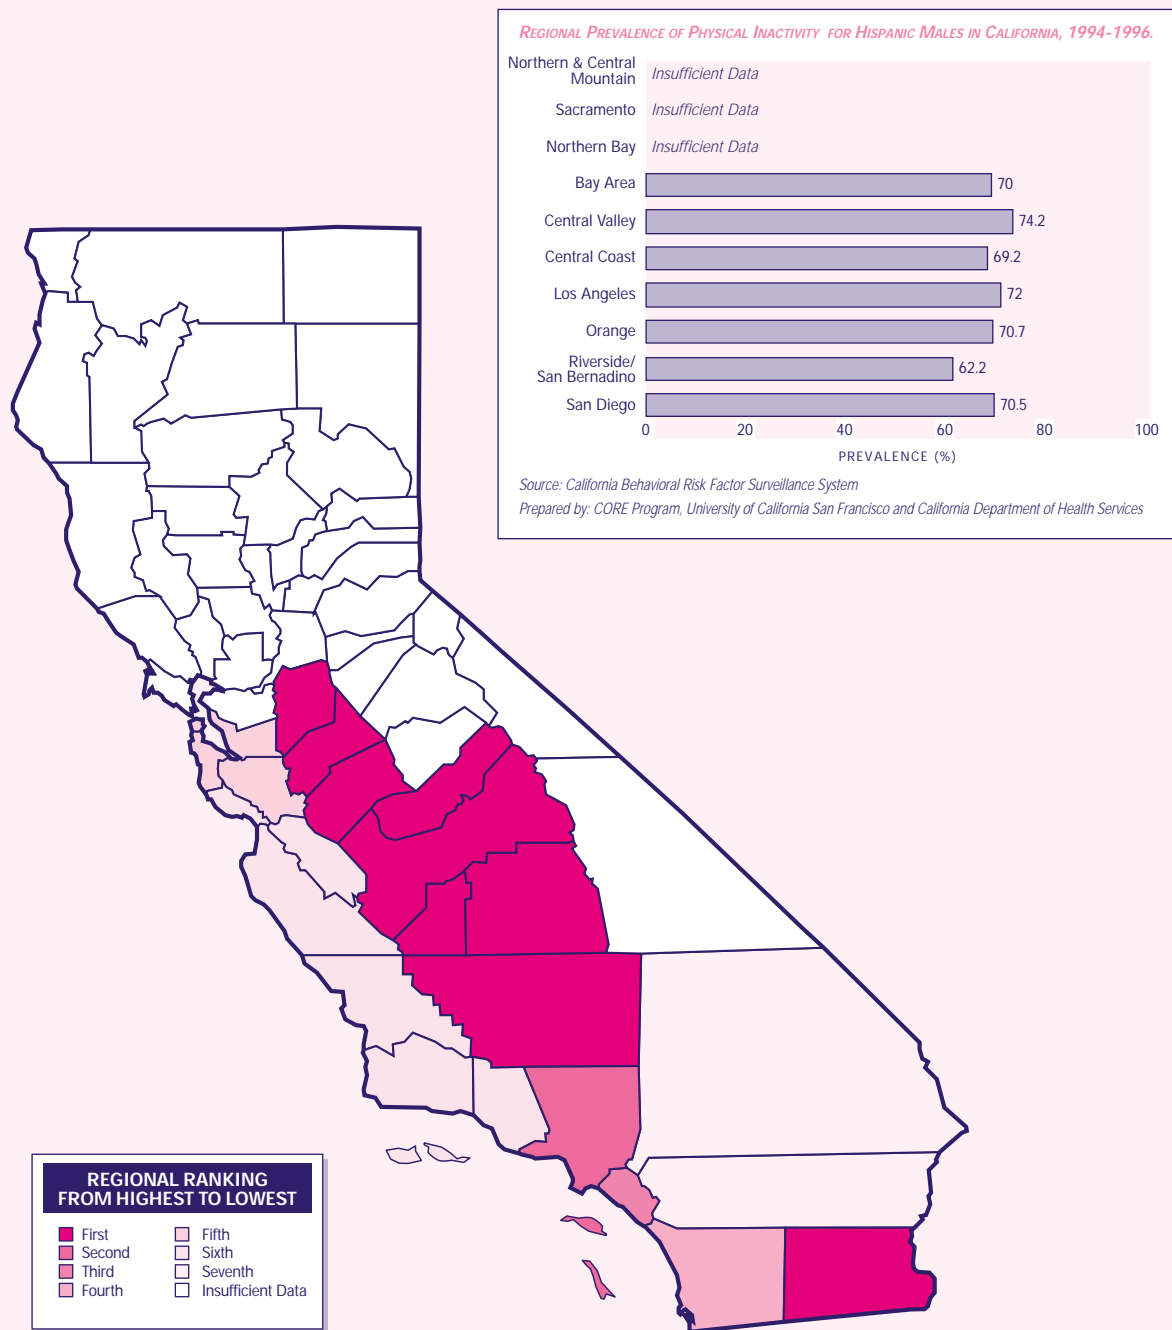 REGIONAL PREVALENCE OF PHYSICAL INACTIVITY FOR HISPANIC MALES IN CALIFORNIA, 1994-1996.
Northern & Central
Mountain
Insufficient Data
Sacramento
Insufficient Data
Northern Bay
Insufficient Data
Bay Area
70
Central Valley
74.2
Central Coast
69.2
Los Angeles
72
Orange
70.7
Riverside/
San Bernadino
62.2
San Diego
70.5
0 20 40 60 80 100
PREVALENCE (%)
Source: California Behavioral Risk Factor Surveillance System
Prepared by: CORE Program, University of California San Francisco and California Department of Health Services
REGIONAL RANKING
FROM HIGHEST TO LOWEST
First
Second
Third
Fourth
Fifth
Sixth
Seventh
Insufficient Data